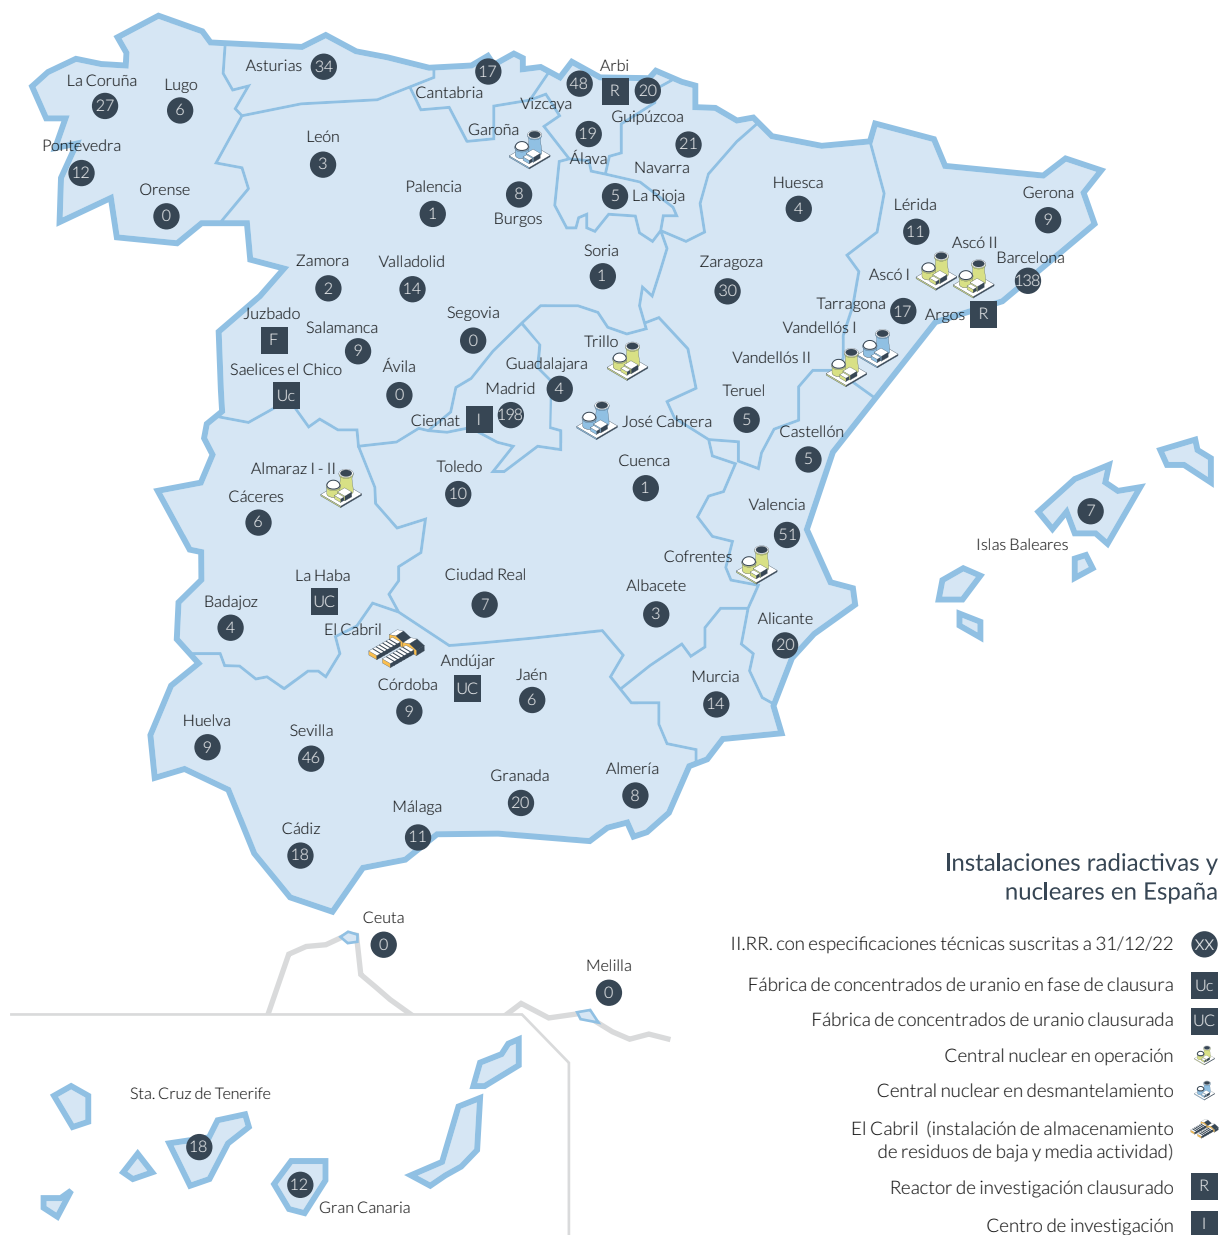 Asturias
34
17
Cantabria
48
Vizcaya
Arbi
R
20
Guipúzcoa
La Coruña
27
Lugo
6
Pontevedra
12
Orense
0
León
3
Garoña
19
Álava
21
Navarra
Palencia
1
8
Burgos
5
La Rioja
Huesca
4
Lérida
11
Gerona
9
Ascó II
Ascó I
Barcelona
138
Zamora
2
Valladolid
14
Soria
1
Zaragoza
30
Tarragona
17
Argos
R
Juzbado
F
Salamanca
9
Segovia
0
Trillo
Vandellós I
Vandellós II
Saelices el Chico
Uc
Ávila
0
Guadalajara
4
Madrid
198
Ciemat
I
José Cabrera
Teruel
5
Castellón
5
Almaraz I - II
Cáceres
6
Toledo
10
Cuenca
1
Valencia
51
Cofrentes
7
Islas Baleares
La Haba
UC
Badajoz
4
Ciudad Real
7
Albacete
3
Alicante
20
El Cabril
Andújar
UC
Córdoba
9
Jaén
6
Murcia
14
Huelva
9
Sevilla
46
Granada
20
Almería
8
Málaga
11
Cádiz
18
Ceuta
0
Melilla
0
Sta. Cruz de Tenerife
18
12
Gran Canaria
Instalaciones radiactivas y
nucleares en España
II.RR. con especificaciones técnicas suscritas a 31/12/22 XX
Fábrica de concentrados de uranio en fase de clausura Uc
Fábrica de concentrados de uranio clausurada UC
Central nuclear en operación
Central nuclear en desmantelamiento
El Cabril (instalación de almacenamiento
de residuos de baja y media actividad)
Reactor de investigación clausurado R
Centro de investigación I